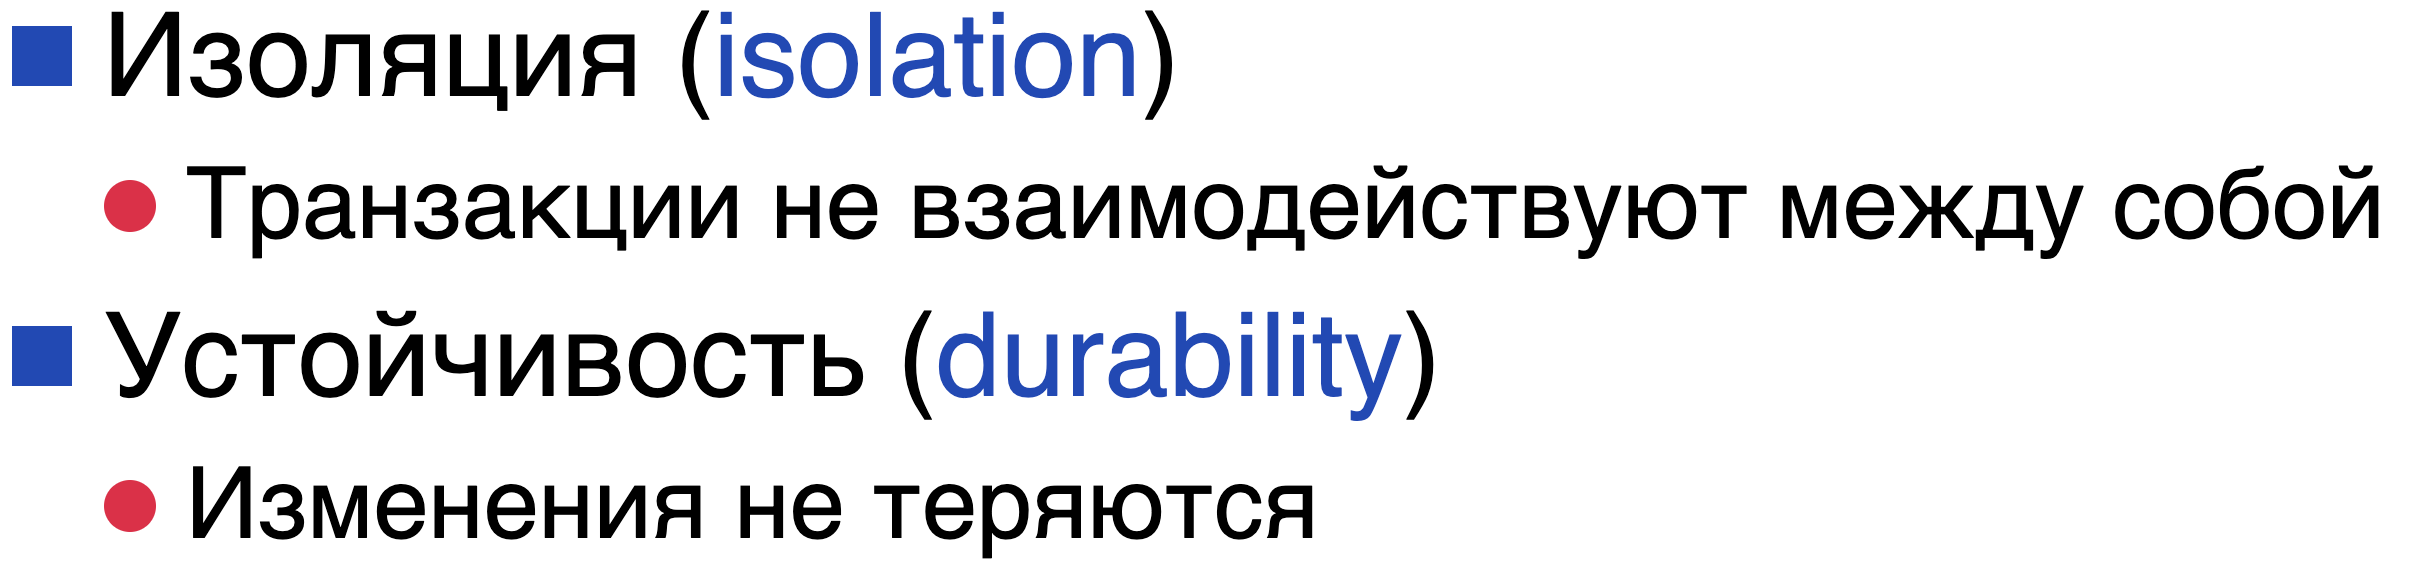 Изоляция (isolation)
Транзакции не взаимодействуют между собой
Устойчивость (durability)
Изменения не теряются